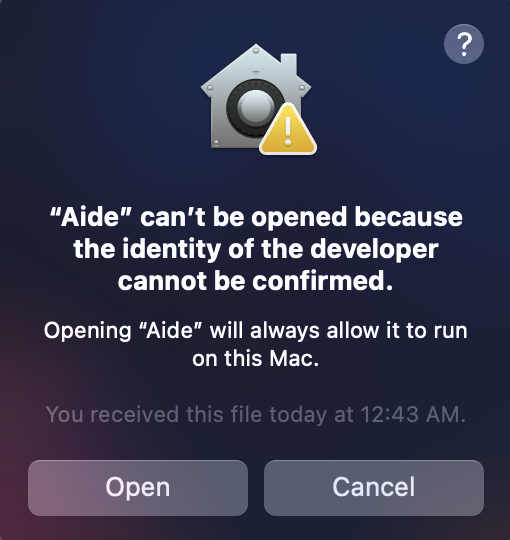 ?
“Aide” can’t be opened because
the identity of the developer
cannot be confirmed.
Opening “Aide” will always allow it to run
on this Mac.
You received this file today at 12:43 AM.
Open
Cancel